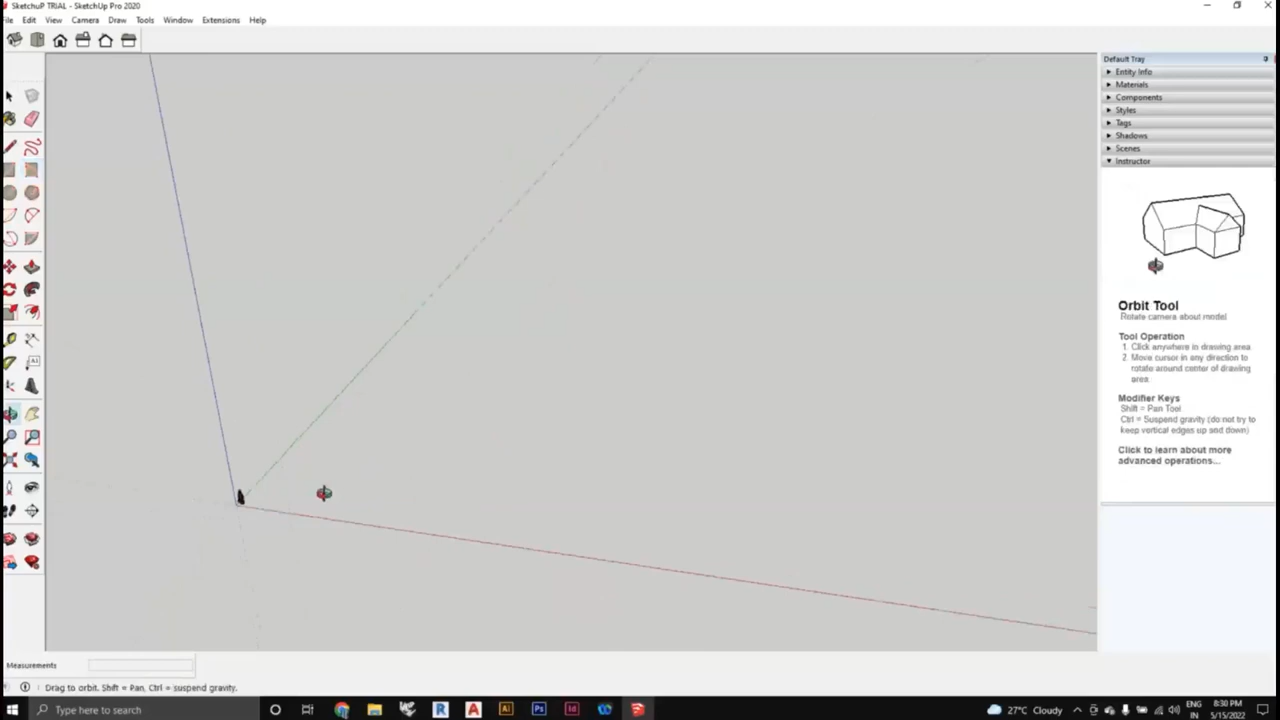 SketchuP TRIAL - SketchUp Pro 2020
File Edit View Camera Draw Tools Window Extensions Help
Default Tray
Entity Info
Materials
Components
Styles
Tags
Shadows
Scenes
Instructor
Orbit Tool
Rotate camera about model
Tool Operation
1. Click anywhere in drawing area
2. Move cursor in any direction to
rotate around center of drawing
area
Modifier Keys
Shift = Pan Tool
Ctrl = Suspend gravity (do not try to
keep vertical edges up and down)
Click to learn about more
advanced operations...
Measurements
Drag to orbit. Shift = Pan, Ctrl = suspend gravity.
Type here to search
R A Ai Ps Id
27°C Cloudy
ENG
IN
8:30 PM
5/15/2022